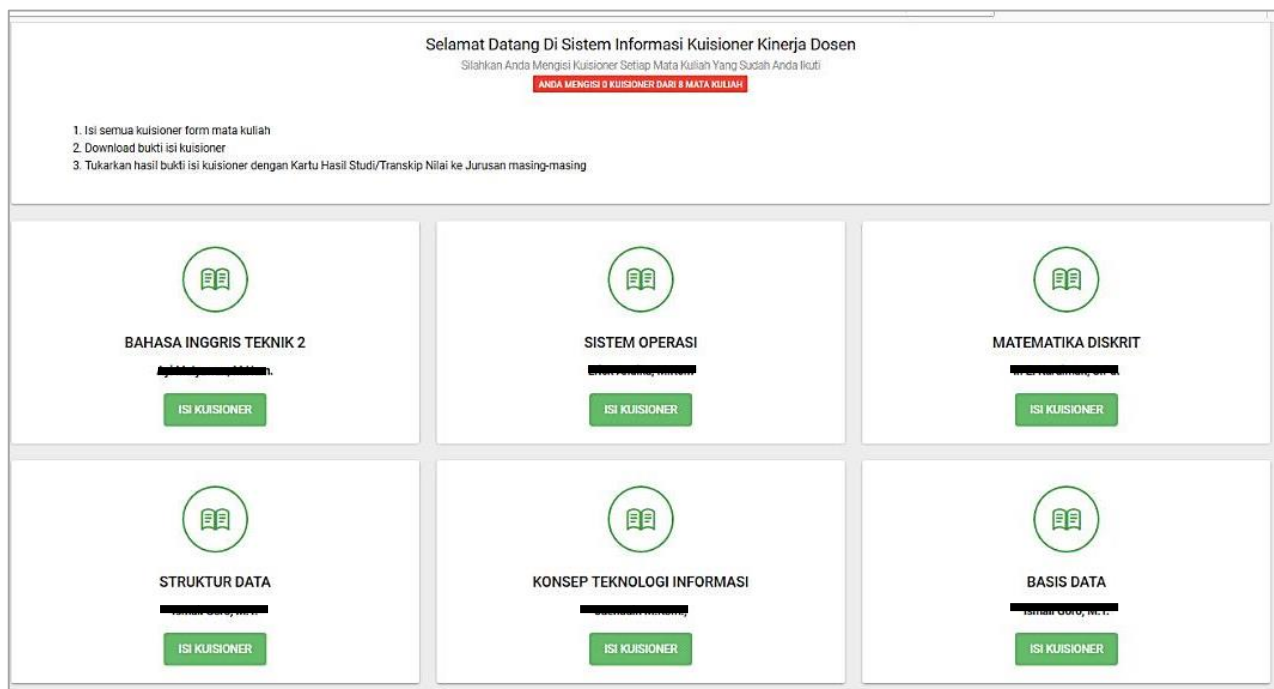 Selamat Datang Di Sistem Informasi Kuisioner Kinerja Dosen
Silahkan Anda Mengisi Kuisioner Setiap Mata Kuliah Yang Sudah Anda Ikuti
ANDA MENGISI 0 KUISIONER DARI 8 MATA KULIAH
1. Isi semua kuisioner form mata kuliah
2. Download bukti isi kuisioner
3. Tukarkan hasil bukti isi kuisioner dengan Kartu Hasil Studi/Transkip Nilai ke Jurusan masing-masing
BAHASA INGGRIS TEKNIK 2
ISI KUISIONER
SISTEM OPERASI
ISI KUISIONER
MATEMATIKA DISKRIT
ISI KUISIONER
STRUKTUR DATA
ISI KUISIONER
KONSEP TEKNOLOGI INFORMASI
ISI KUISIONER
BASIS DATA
ISI KUISIONER